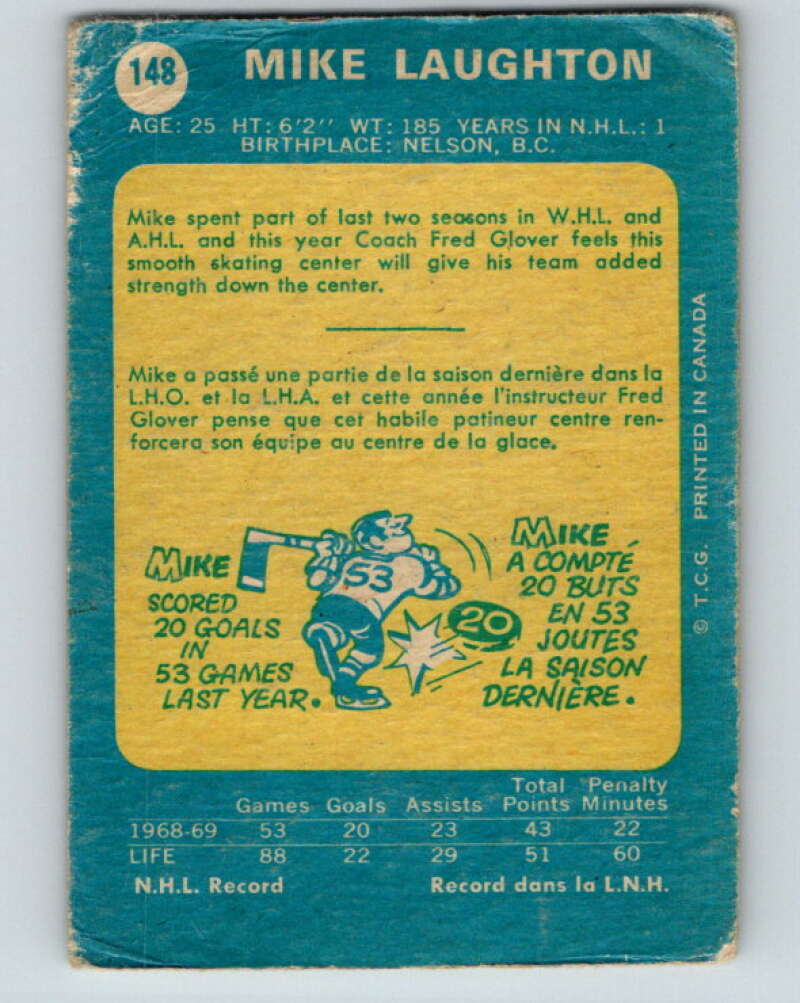 148
MIKE LAUGHTON
AGE: 25 HT: 6'2'' WT: 185 YEARS IN N.H.L.: 1
BIRTHPLACE: NELSON, B.C.
Mike spent part of last two seasons in W.H.L. and
A.H.L. and this year Coach Fred Glover feels this
smooth skating center will give his team added
strength down the center.
Mike a passé une partie de la saison dernière dans la
L.H.O. et la L.H.A. et cette année l'instructeur Fred
Glover pense que cet habile patineur centre ren-
forcera son équipe au centre de la glace.
MIKE
SCORED
20 GOALS
IN
53 GAMES
LAST YEAR.
53
20
MIKE
A COMPTÉ
20 BUTS
EN 53
JOUTES
LA SAISON
DERNIÈRE.
© T.C.G. PRINTED IN CANADA
Total Penalty
Games Goals Assists Points Minutes
1968-69 53 20 23 43 22
LIFE 88 22 29 51 60
N.H.L. Record Record dans la L.N.H.